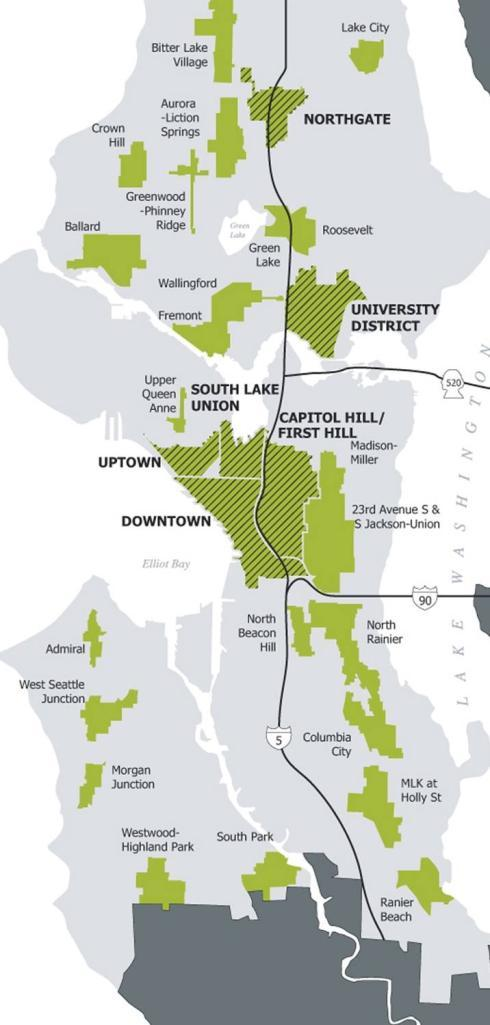 Lake City
Bitter Lake
Village
Aurora
-Liction
Springs
NORTHGATE
Crown
Hill
Greenwood
-Phinney
Ridge
Ballard
Green
Lake
Roosevelt
Green
Lake
Wallingford
Fremont
UNIVERSITY
DISTRICT
520
Upper
Queen
Anne
SOUTH LAKE
UNION
CAPITOL HILL/
FIRST HILL
Madison-
Miller
UPTOWN
23rd Avenue S &
S Jackson-Union
DOWNTOWN
Elliot Bay
LAKE WASHINGTON
90
North
Beacon
Hill
North
Rainier
Admiral
West Seattle
Junction
5
Columbia
City
Morgan
Junction
MLK at
Holly St
Westwood-
Highland Park
South Park
Ranier
Beach